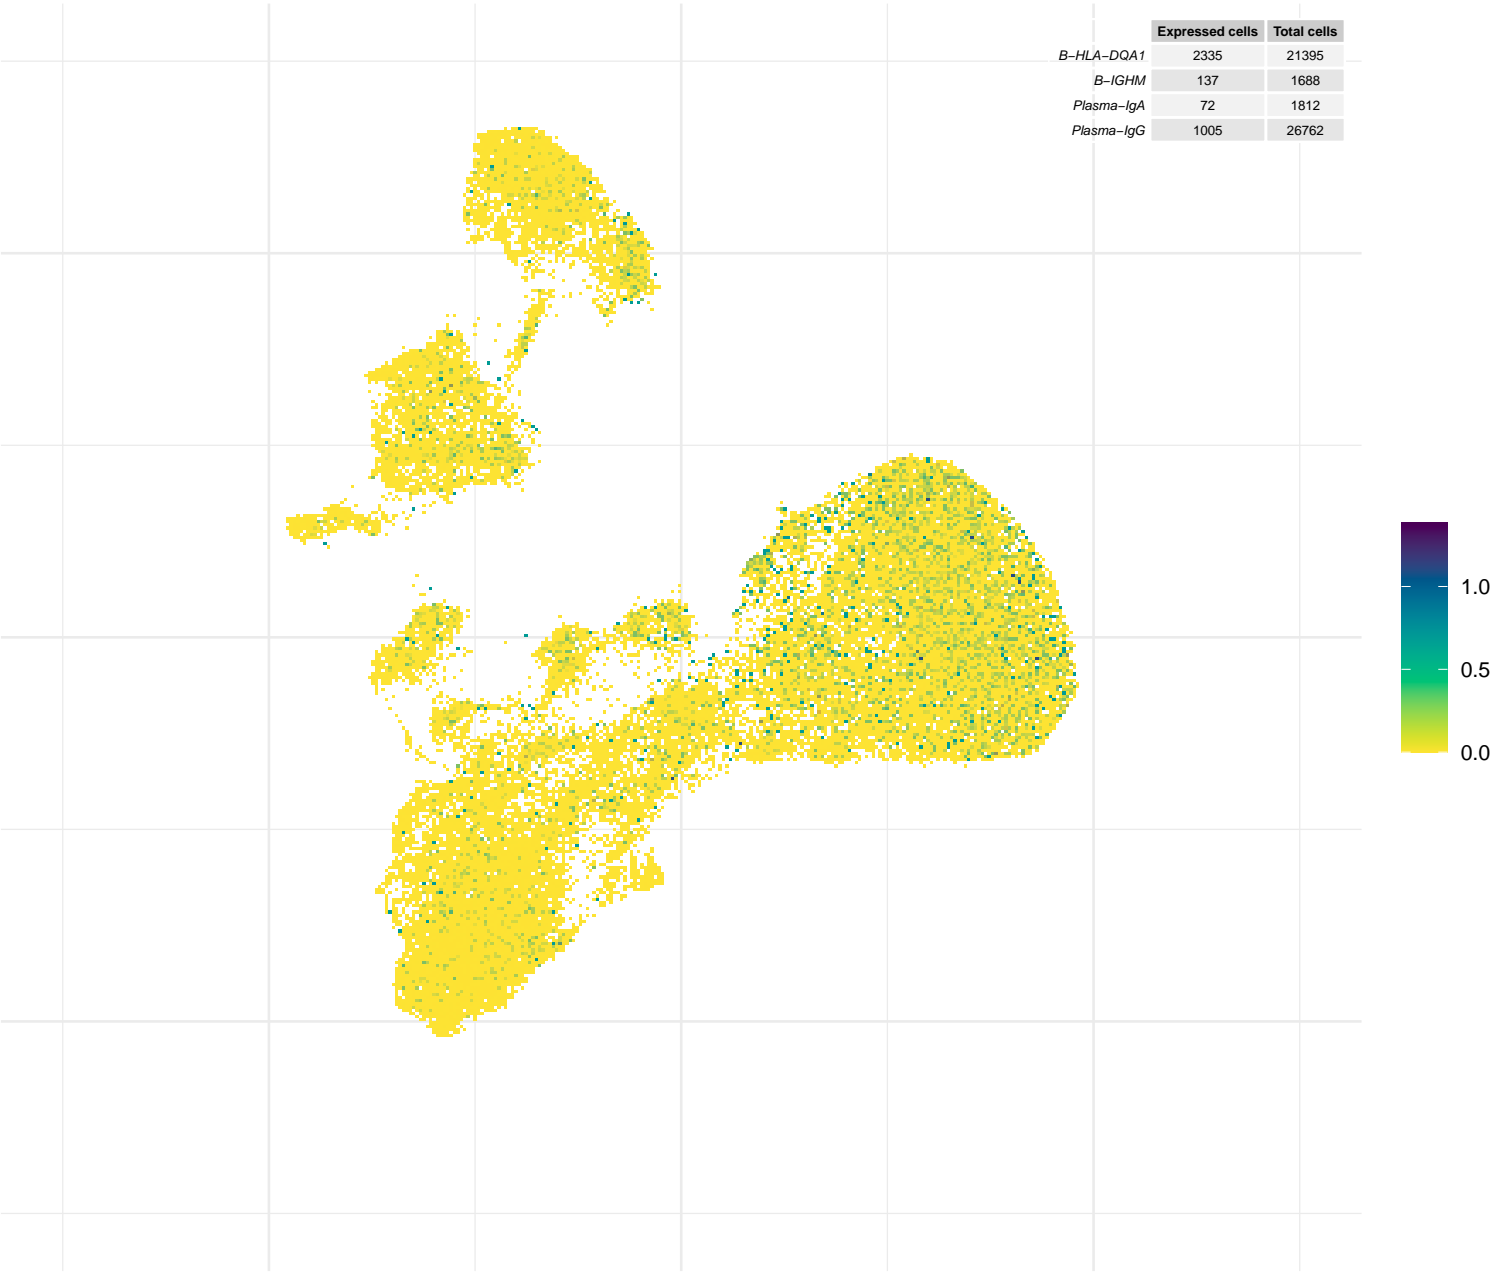 Expressed cells Total cells
B−HLA−DQA1 2335 21395
B−IGHM 137 1688
Plasma−IgA 72 1812
Plasma−IgG 1005 26762
1.0
0.5
0.0